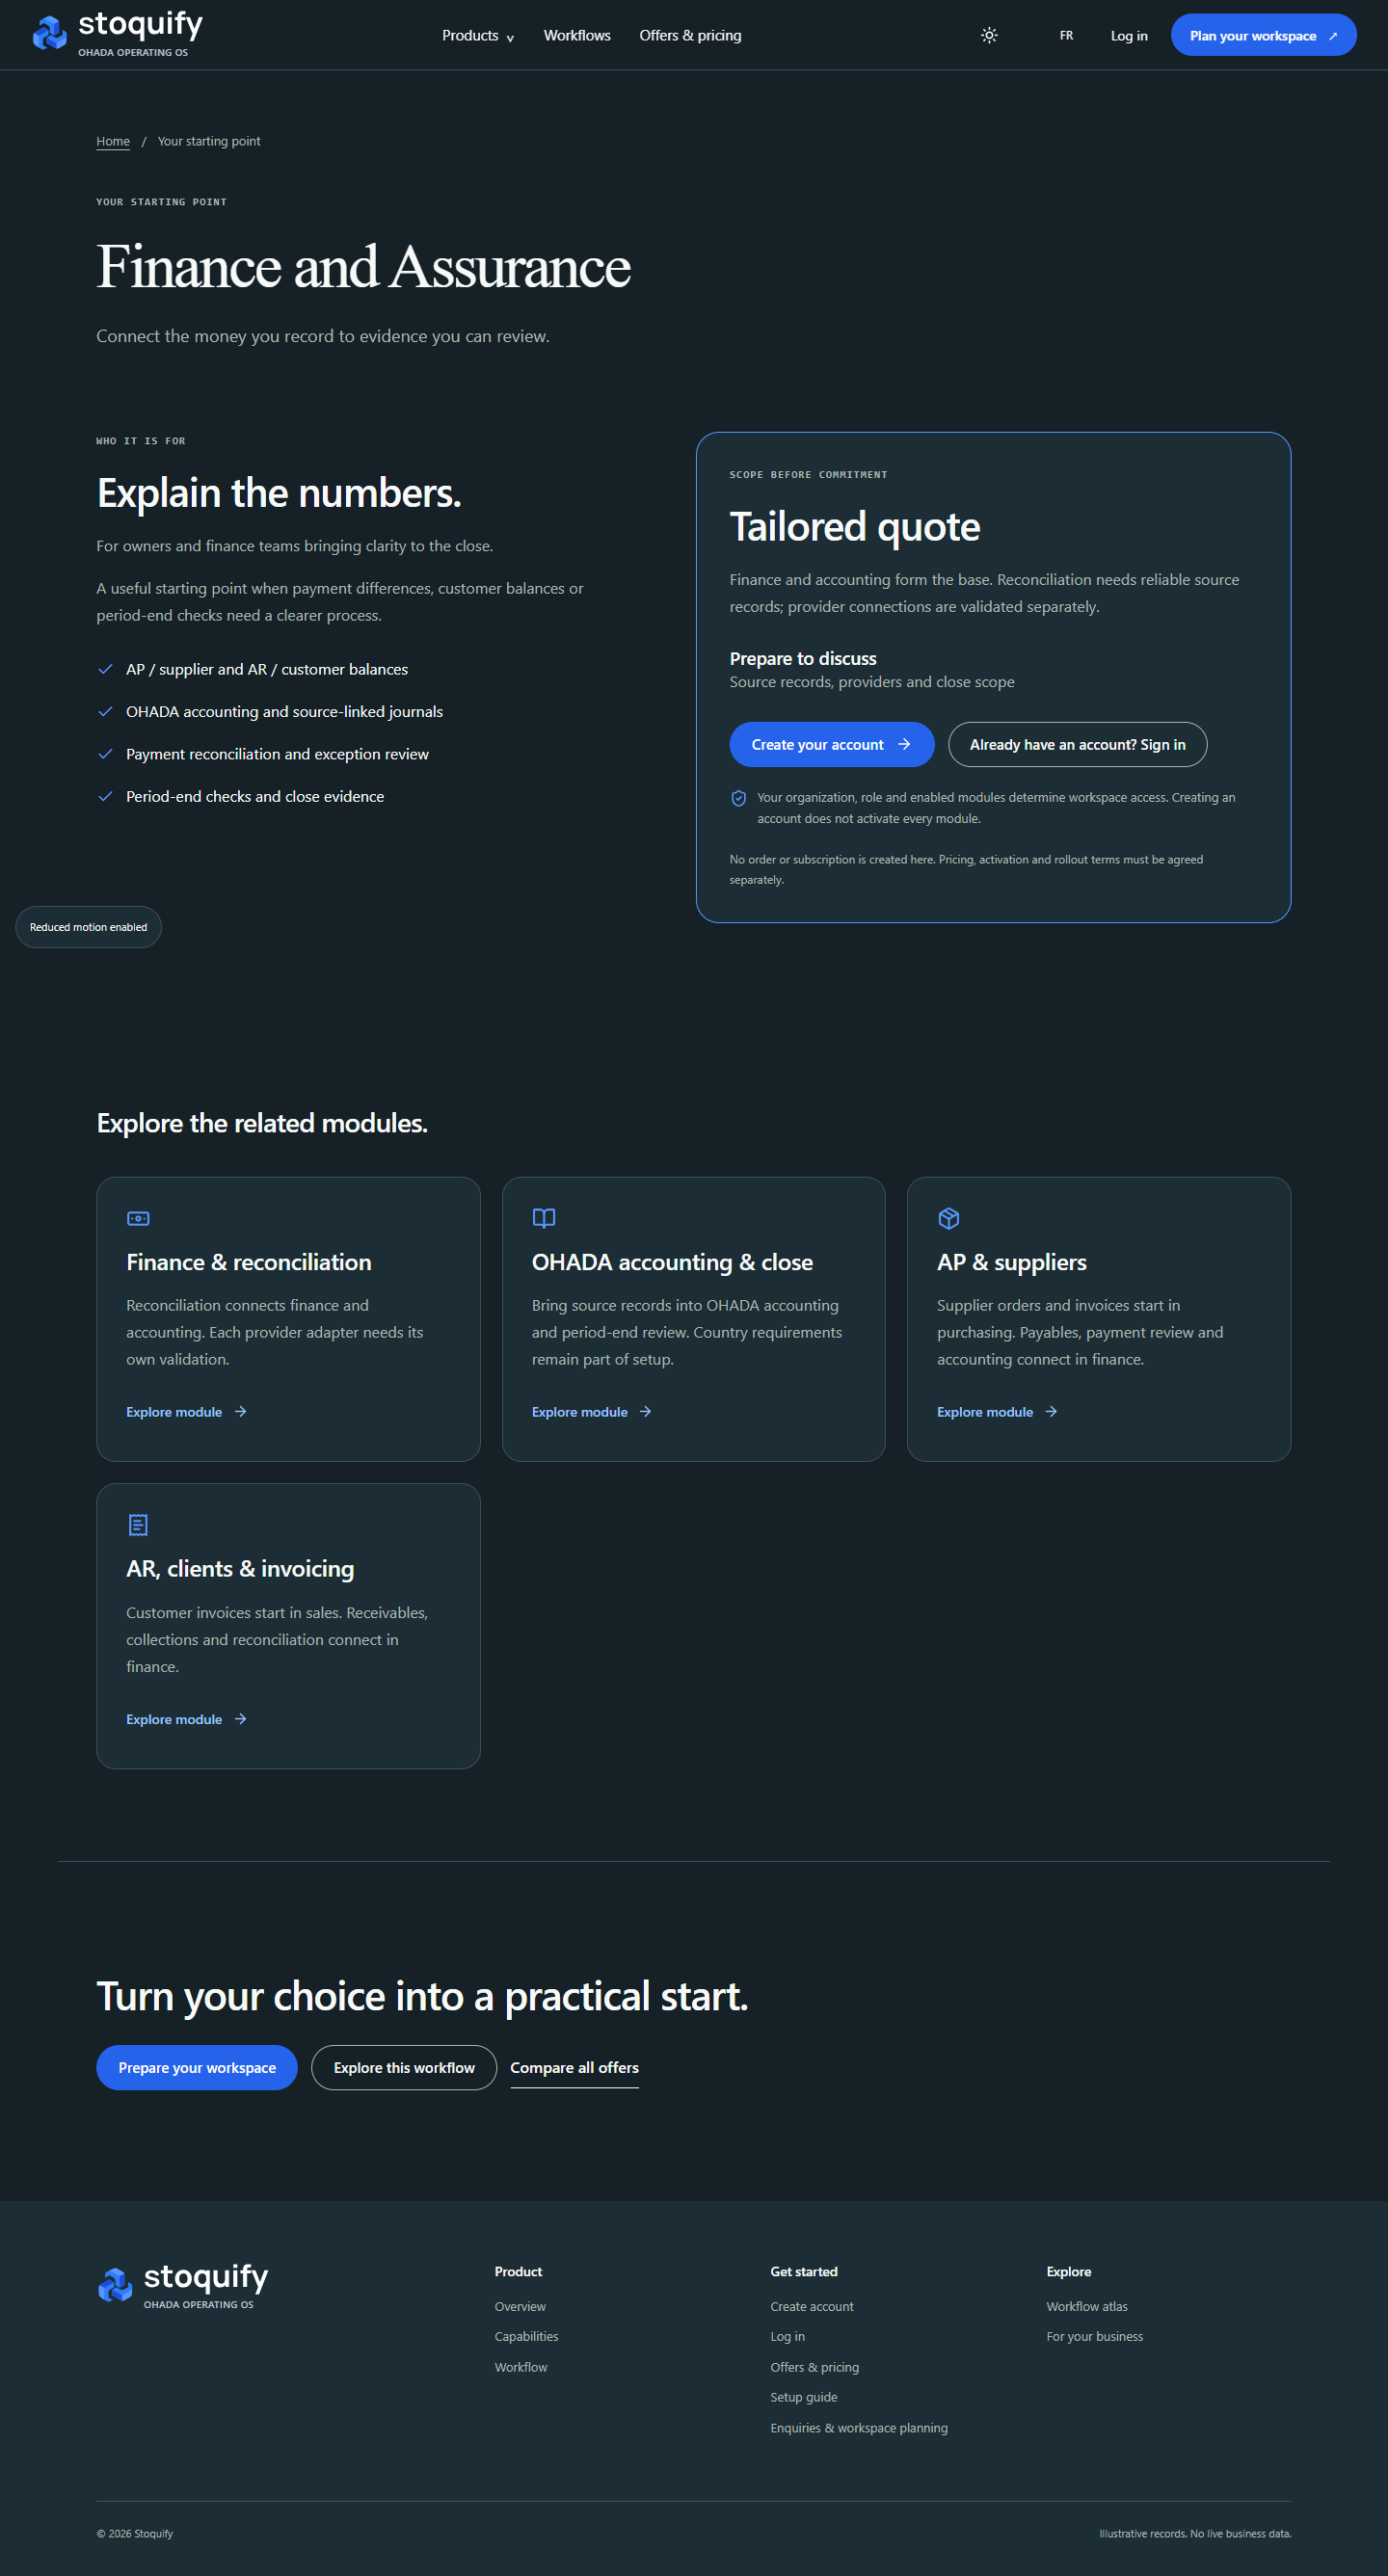 stoquify
OHADA OPERATING OS
Products
Workflows
Offers & pricing
FR
Log in
Plan your workspace ↗
Home / Your starting point
YOUR STARTING POINT
Finance and Assurance
Connect the money you record to evidence you can review.
WHO IT IS FOR
Explain the numbers.
For owners and finance teams bringing clarity to the close.
A useful starting point when payment differences, customer balances or
period-end checks need a clearer process.
AP / supplier and AR / customer balances
OHADA accounting and source-linked journals
Payment reconciliation and exception review
Period-end checks and close evidence
SCOPE BEFORE COMMITMENT
Tailored quote
Finance and accounting form the base. Reconciliation needs reliable source
records; provider connections are validated separately.
Prepare to discuss
Source records, providers and close scope
Create your account →
Already have an account? Sign in
Your organization, role and enabled modules determine workspace access. Creating an
account does not activate every module.
No order or subscription is created here. Pricing, activation and rollout terms must be agreed
separately.
Reduced motion enabled
Explore the related modules.
Finance & reconciliation
Reconciliation connects finance and
accounting. Each provider adapter needs its
own validation.
Explore module →
OHADA accounting & close
Bring source records into OHADA accounting
and period-end review. Country requirements
remain part of setup.
Explore module →
AP & suppliers
Supplier orders and invoices start in
purchasing. Payables, payment review and
accounting connect in finance.
Explore module →
AR, clients & invoicing
Customer invoices start in sales. Receivables,
collections and reconciliation connect in
finance.
Explore module →
Turn your choice into a practical start.
Prepare your workspace
Explore this workflow
Compare all offers
stoquify
OHADA OPERATING OS
Product
Overview
Capabilities
Workflow
Get started
Create account
Log in
Offers & pricing
Setup guide
Enquiries & workspace planning
Explore
Workflow atlas
For your business
© 2026 Stoquify
Illustrative records. No live business data.